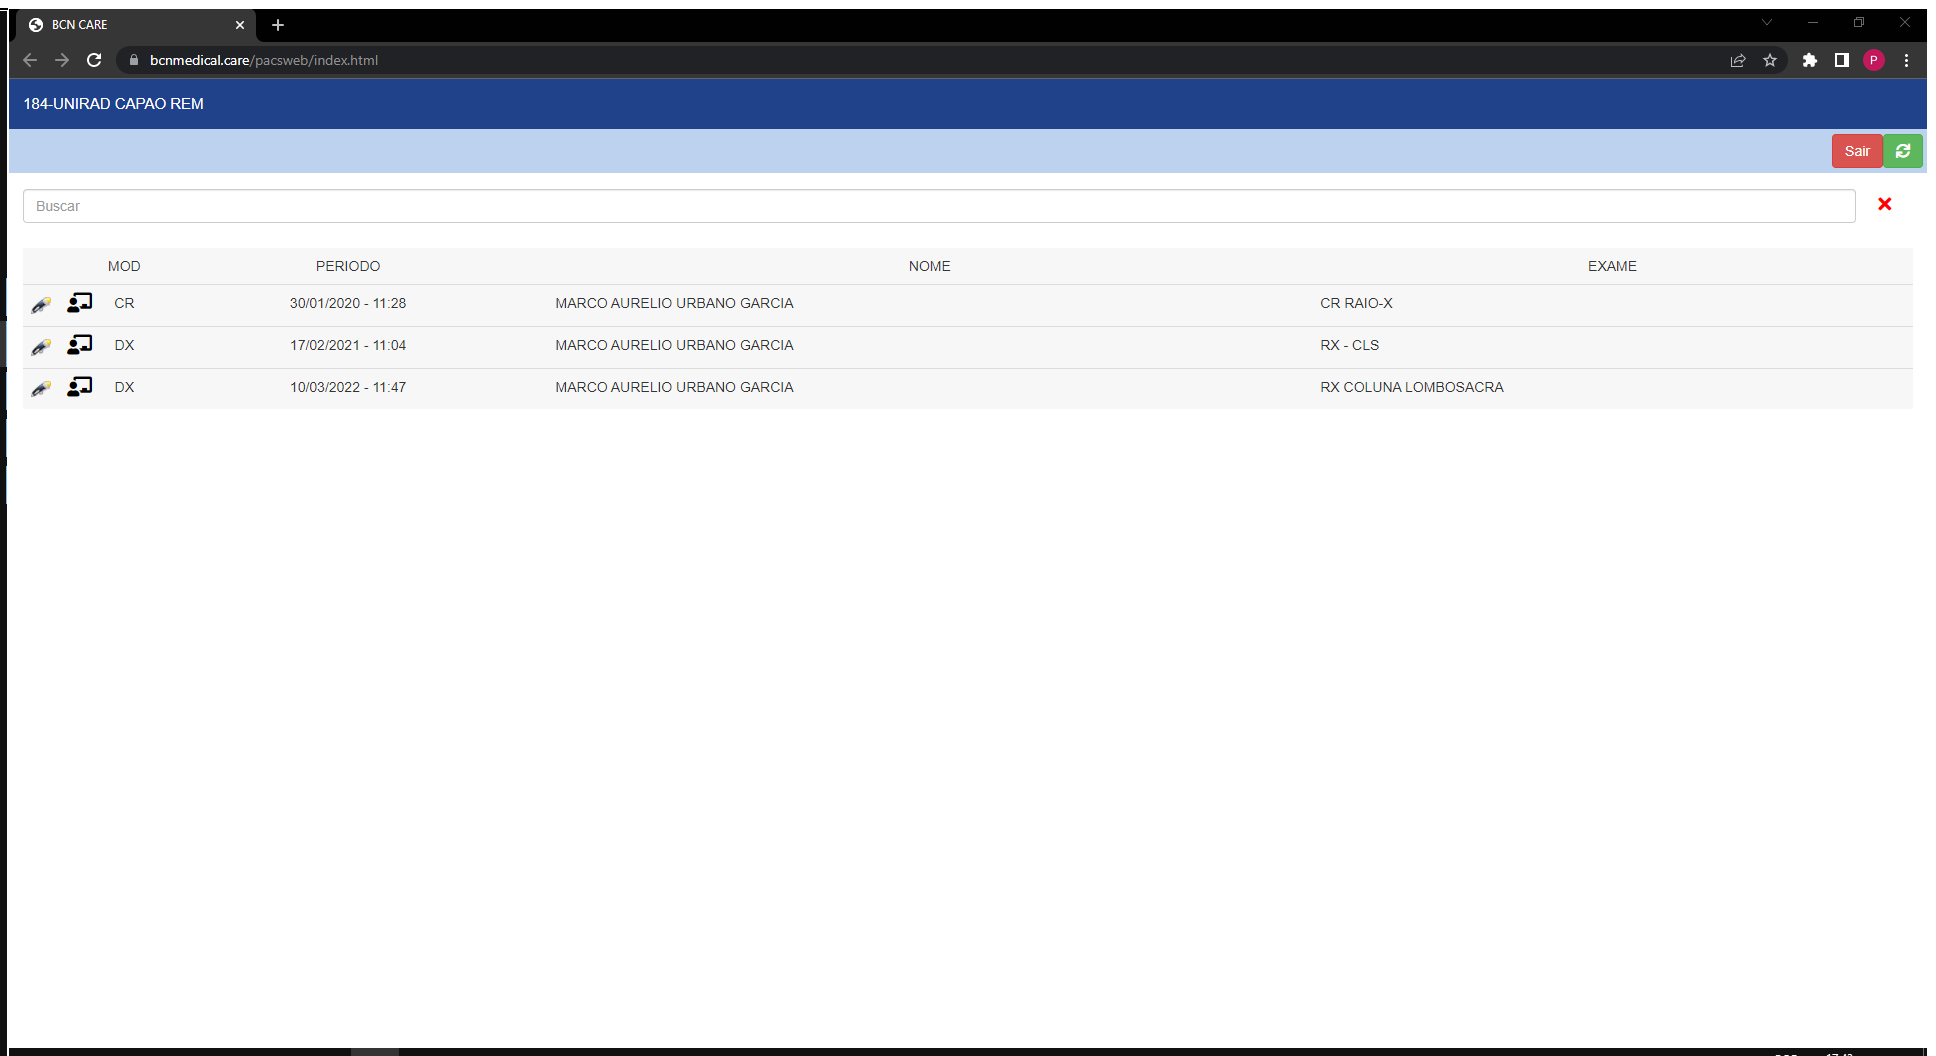 BCN CARE
bcnmedical.care/pacsweb/index.html
P
184-UNIRAD CAPAO REM
Sair
Buscar
MOD PERIODO NOME EXAME
CR 30/01/2020 - 11:28 MARCO AURELIO URBANO GARCIA CR RAIO-X
DX 17/02/2021 - 11:04 MARCO AURELIO URBANO GARCIA RX - CLS
DX 10/03/2022 - 11:47 MARCO AURELIO URBANO GARCIA RX COLUNA LOMBOSACRA